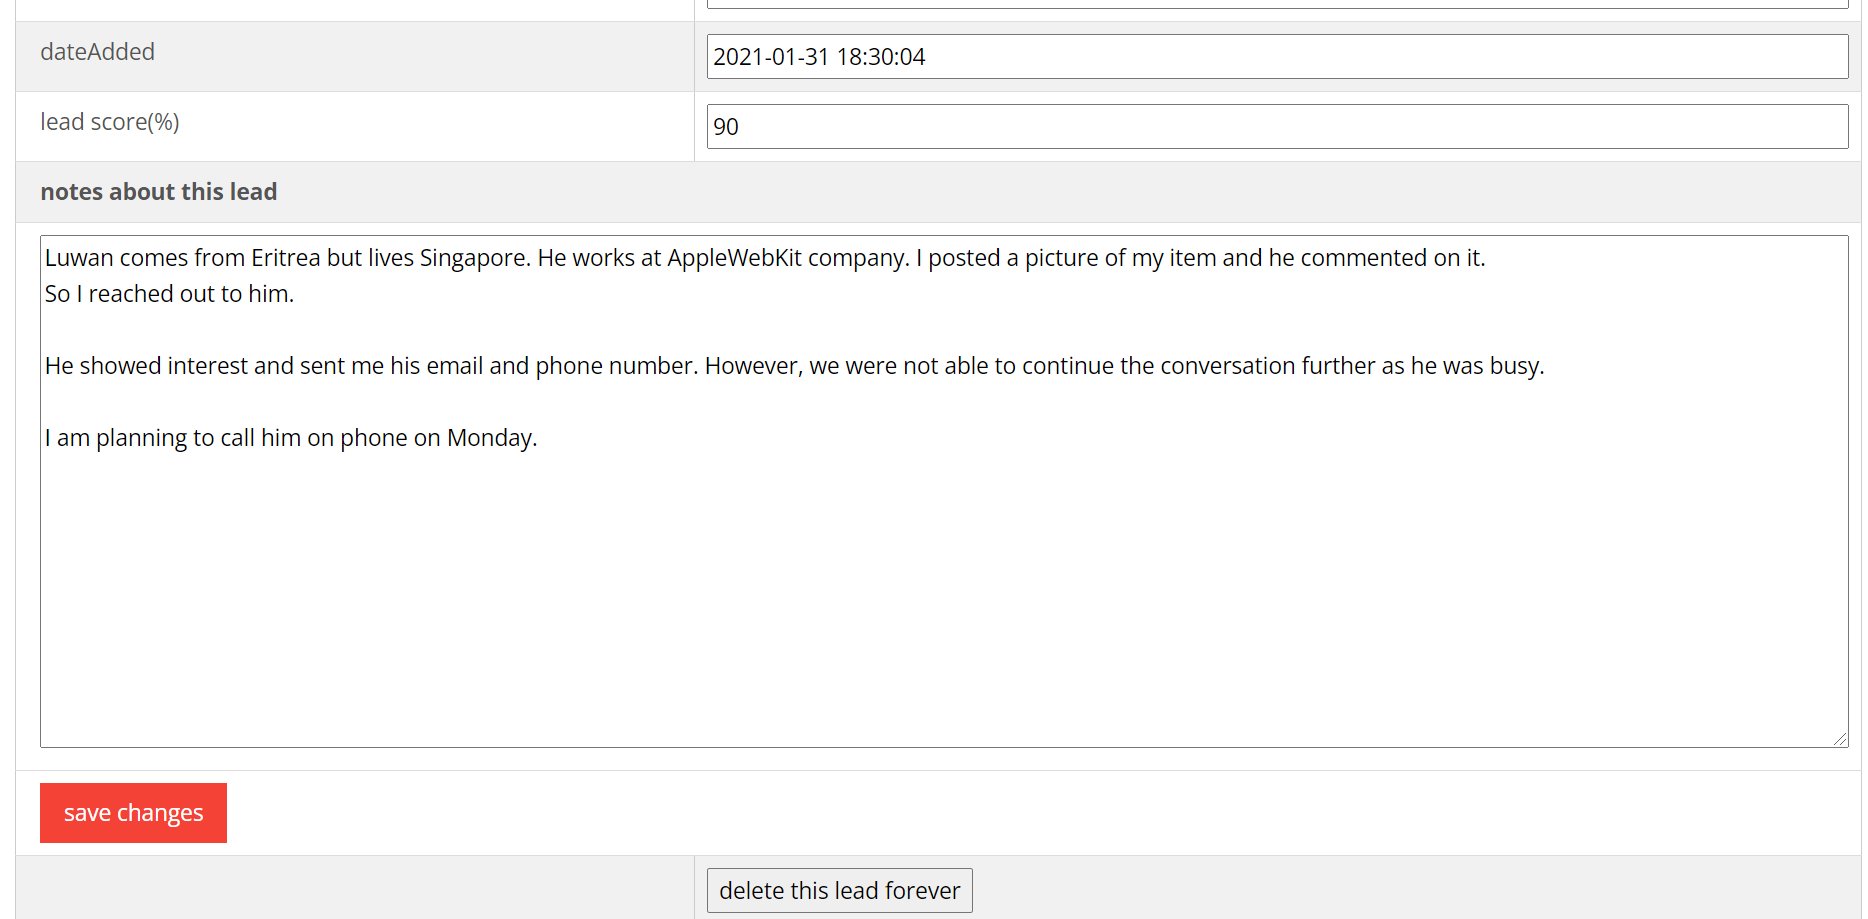 dateAdded
2021-01-31 18:30:04
lead score(%)
90
notes about this lead
Luwan comes from Eritrea but lives Singapore. He works at AppleWebKit company. I posted a picture of my item and he commented on it.
So I reached out to him.
He showed interest and sent me his email and phone number. However, we were not able to continue the conversation further as he was busy.
I am planning to call him on phone on Monday.
save changes
delete this lead forever